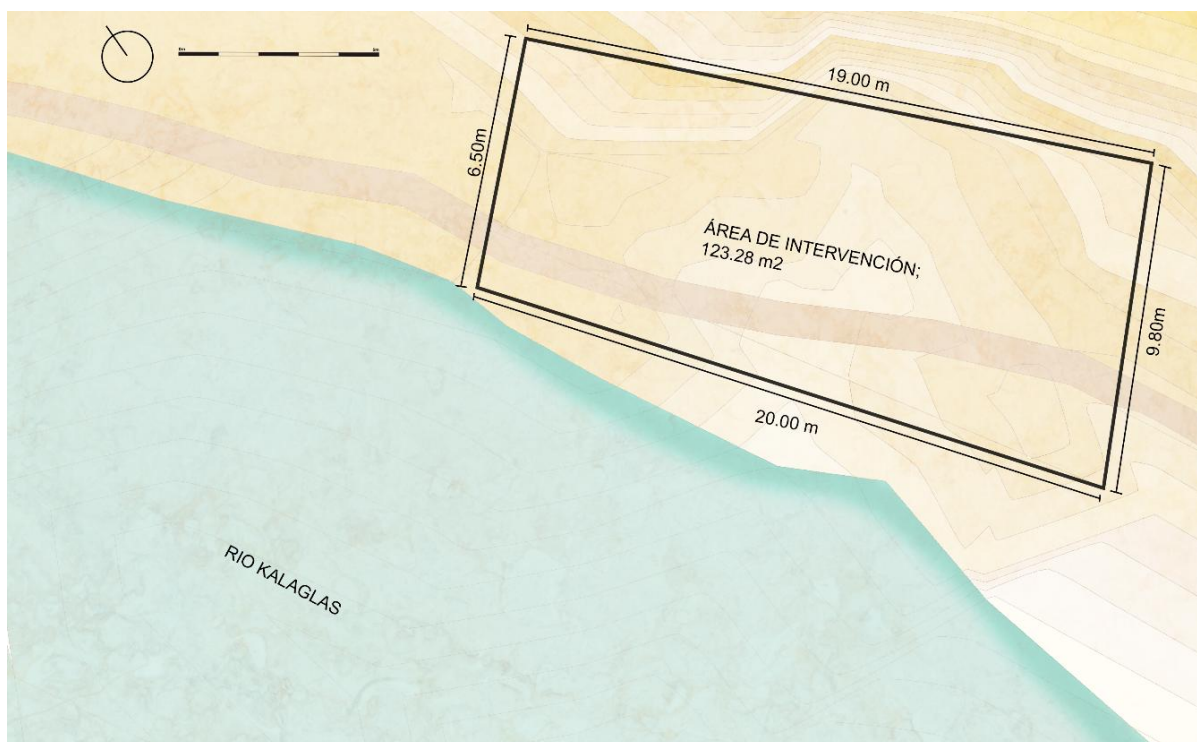 19.00 m
6.50m
ÁREA DE INTERVENCIÓN;
123.28 m2
9.80m
20.00 m
RIO KALAGLAS